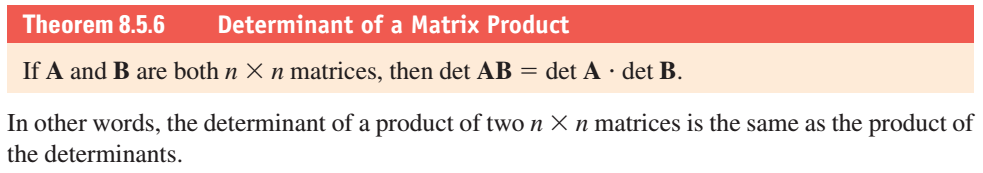 Theorem 8.5.6 Determinant of a Matrix Product
If A and B are both n × n matrices, then det AB = det A · det B.
In other words, the determinant of a product of two n × n matrices is the same as the product of
the determinants.